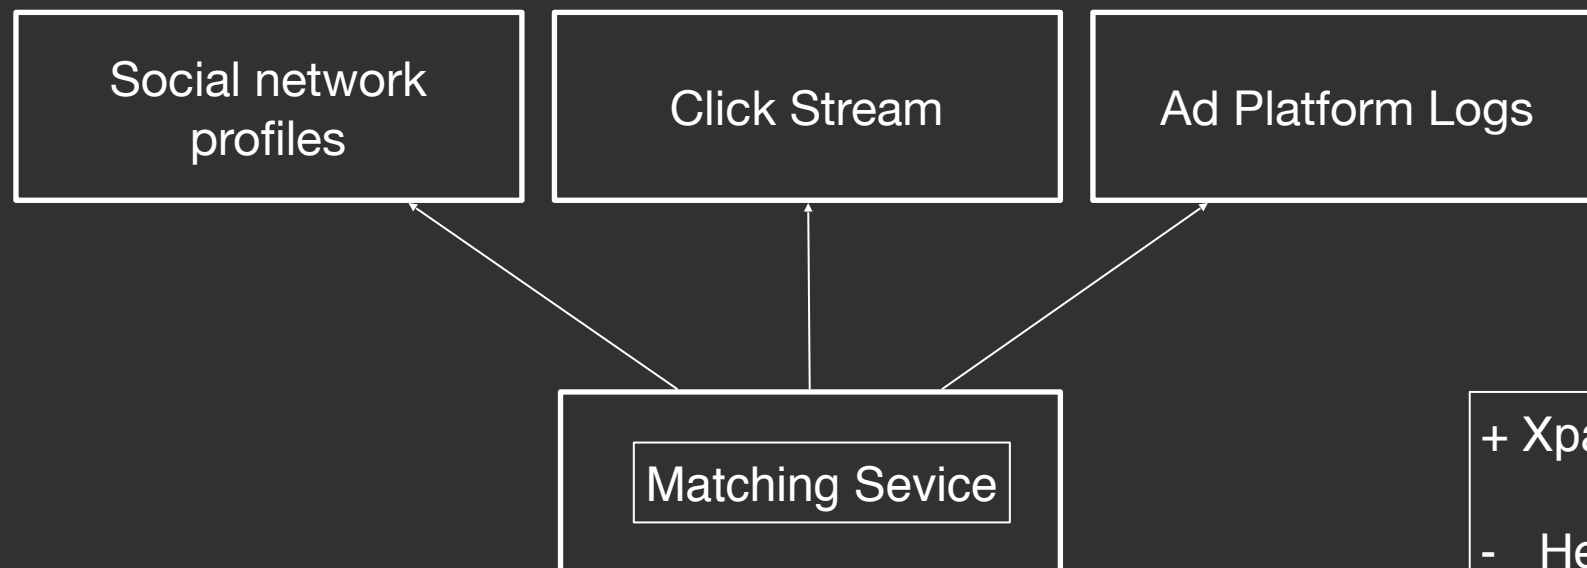 Social network
profiles
Click Stream
Ad Platform Logs
Matching Sevice
+
-